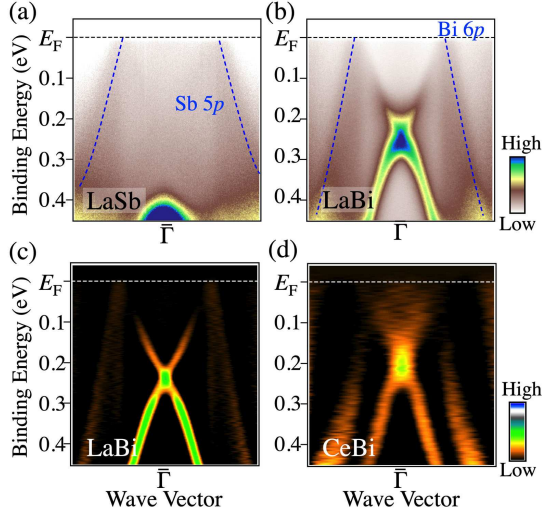 (a)
(b)
Binding Energy (eV)
E_F
0.1
0.2
0.3
0.4
Sb 5p
LaSb
Γ̄
E_F
0.1
0.2
0.3
0.4
Bi 6p
LaBi
Γ̄
High
Low
(c)
(d)
Binding Energy (eV)
E_F
0.1
0.2
0.3
0.4
LaBi
Γ̄
Wave Vector
E_F
0.1
0.2
0.3
0.4
CeBi
Γ̄
Wave Vector
High
Low